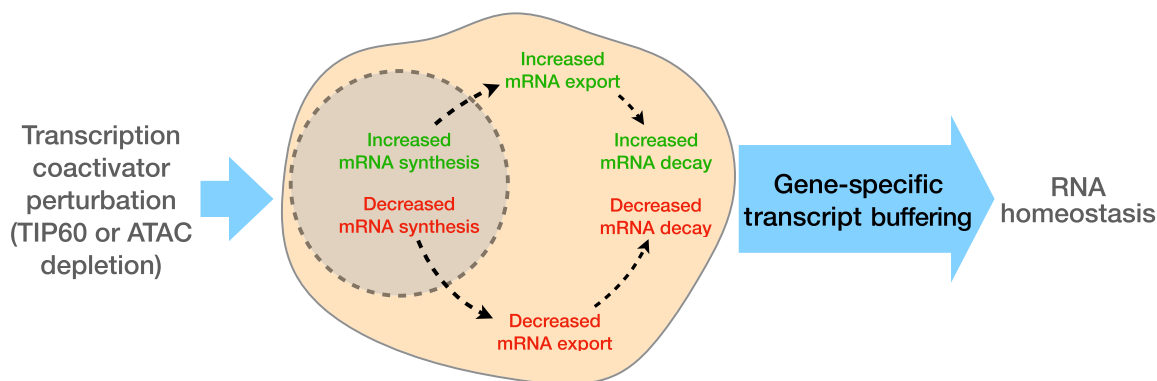 Transcription
coactivator
perturbation
(TIP60 or ATAC
depletion)
Increased
mRNA export
Increased
mRNA synthesis
Increased
mRNA decay
Decreased
mRNA synthesis
Decreased
mRNA decay
Decreased
mRNA export
Gene-specific
transcript buffering
RNA
homeostasis